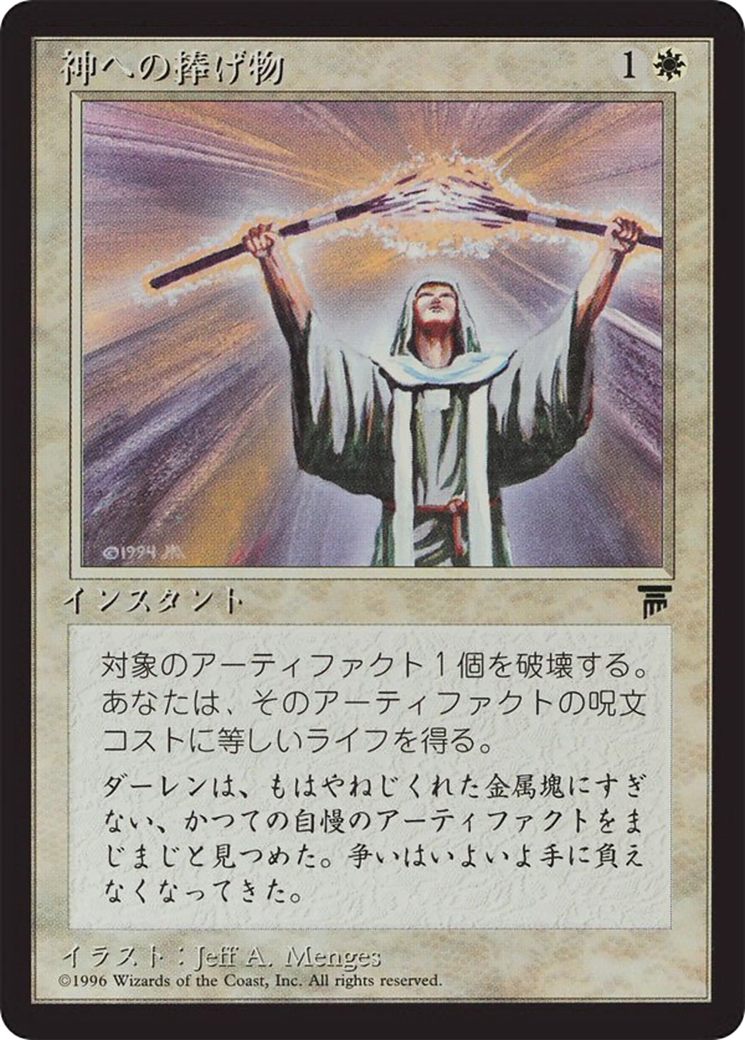 神への捧げ物 1
©1994 JAM
インスタント
対象のアーティファクト1個を破壊する。
あなたは、そのアーティファクトの呪文
コストに等しいライフを得る。
ダーレンは、もはやねじくれた金属塊にすぎ
ない、かつての自慢のアーティファクトをま
じまじと見つめた。争いはいよいよ手に負え
なくなってきた。
イラスト:Jeff A. Menges
©1996 Wizards of the Coast, Inc. All rights reserved.